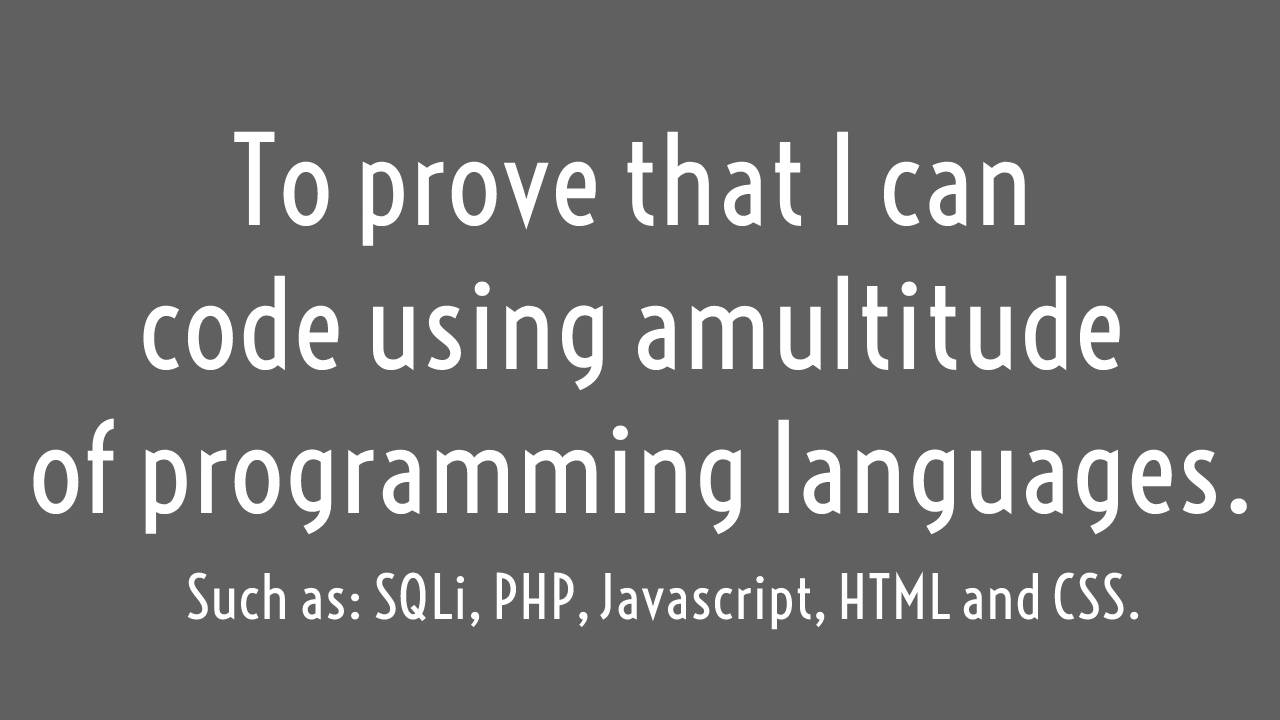 To prove that I can
code using amultitude
of programming languages.
Such as: SQLi, PHP, Javascript, HTML and CSS.